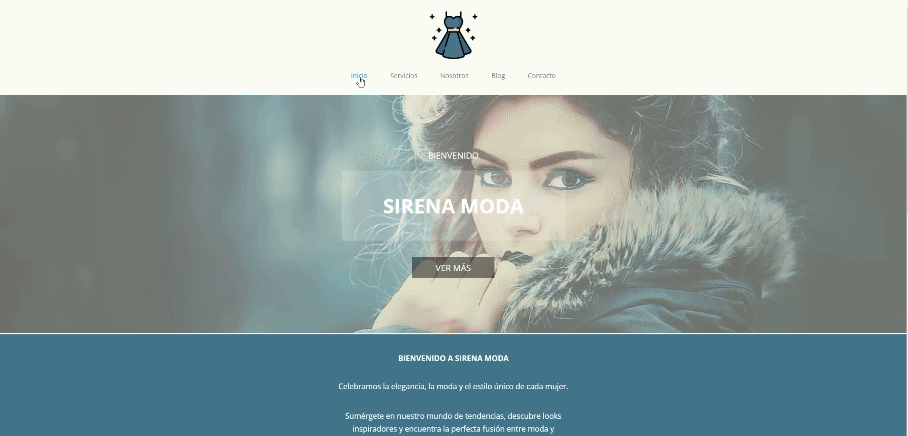 Inicio Servicios Nosotros Blog Contacto
BIENVENIDO
SIRENA MODA
VER MÁS
BIENVENIDO A SIRENA MODA
Celebramos la elegancia, la moda y el estilo único de cada mujer.
Sumérgete en nuestro mundo de tendencias, descubre looks
inspiradores y encuentra la perfecta fusión entre moda y